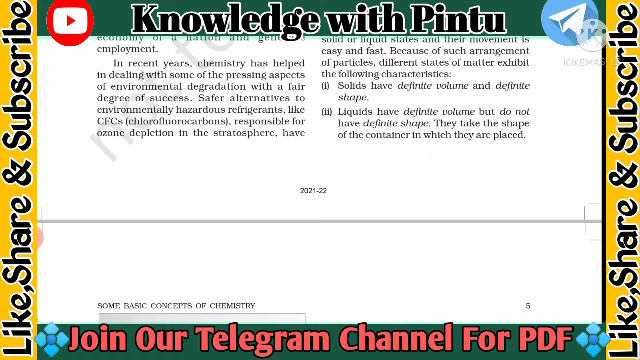 Knowledge with Pintu
KINEMASTER
Like,Share & Subscribe
Like,Share & Subscribe
economy of a nation and generate
employment.
In recent years, chemistry has helped
in dealing with some of the pressing aspects
of environmental degradation with a fair
degree of success. Safer alternatives to
environmentally hazardous refrigerants, like
CFCs (chlorofluorocarbons), responsible for
ozone depletion in the stratosphere, have
solid or liquid states and their movement is
easy and fast. Because of such arrangement
of particles, different states of matter exhibit
the following characteristics:
(i) Solids have definite volume and definite
shape.
(ii) Liquids have definite volume but do not
have definite shape. They take the shape
of the container in which they are placed.
2021-22
SOME BASIC CONCEPTS OF CHEMISTRY
5
Join Our Telegram Channel For PDF